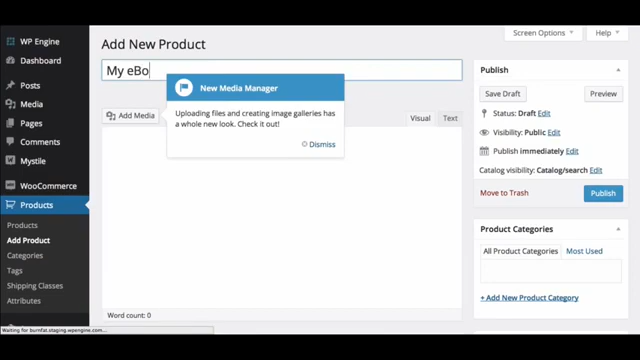 WP Engine
Dashboard
Posts
Media
Pages
Comments
Mystile
WooCommerce
Products
Products
Add Product
Categories
Tags
Shipping Classes
Attributes
Screen Options
Help
Add New Product
My eBo
New Media Manager
Uploading files and creating image galleries has
a whole new look. Check it out!
Dismiss
Add Media
Visual
Text
Word count: 0
Publish
Save Draft
Preview
Status: Draft Edit
Visibility: Public Edit
Publish immediately Edit
Catalog visibility: Catalog/search Edit
Move to Trash
Publish
Product Categories
All Product Categories
Most Used
+ Add New Product Category
Waiting for burnfat.staging.wpengine.com...